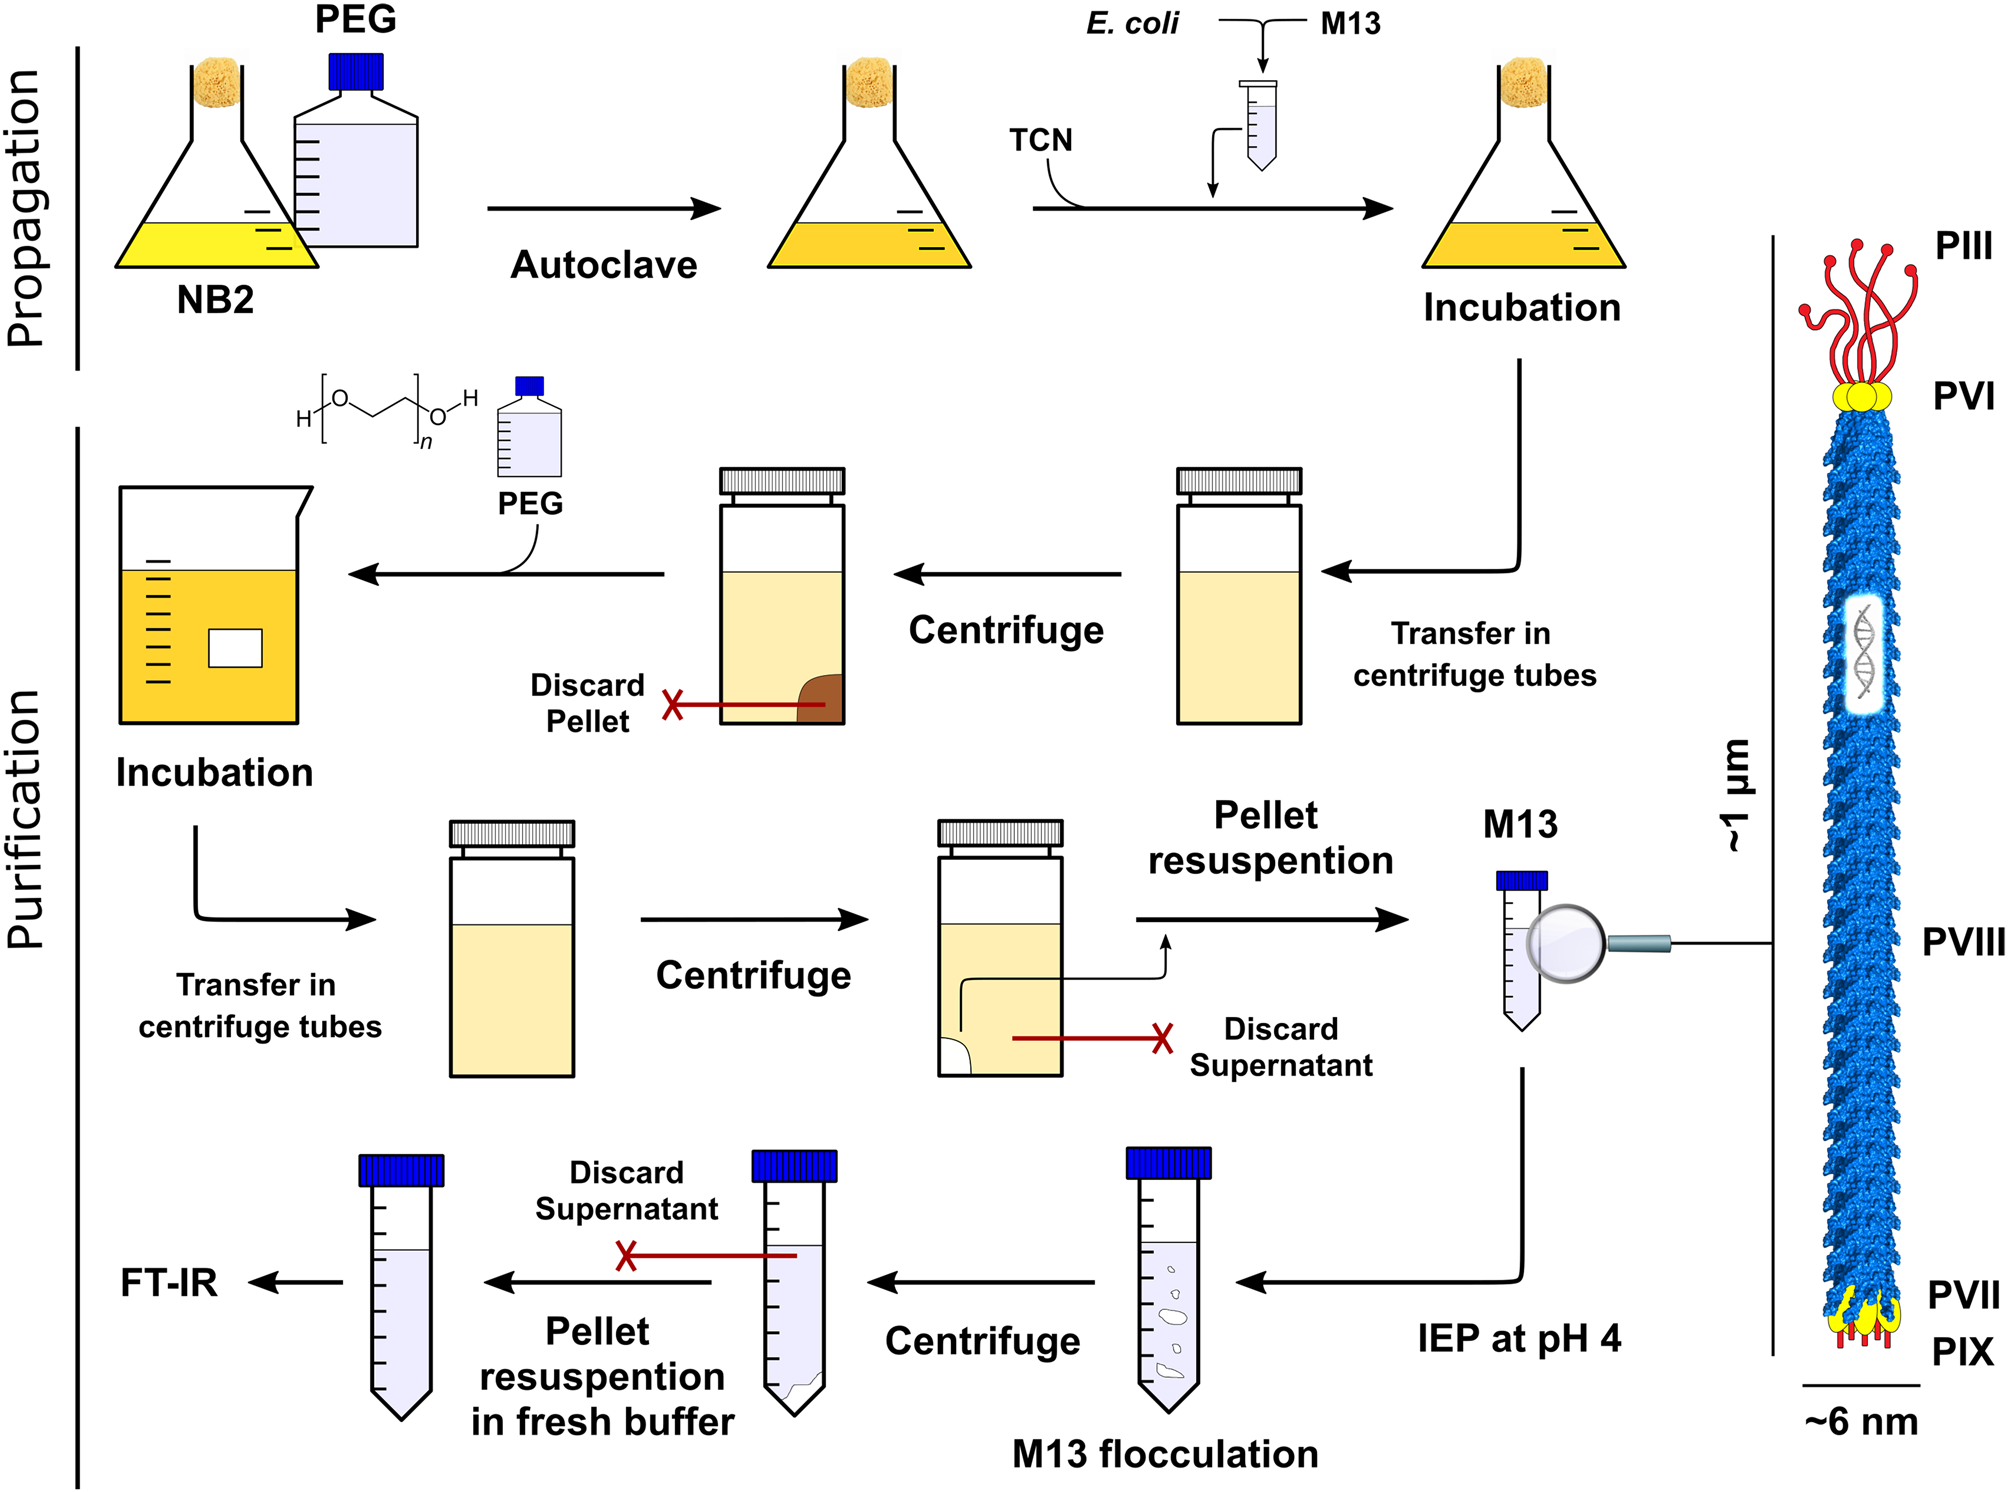 PEG
E. coli
M13
Propagation
TCN
Autoclave
NB2
Incubation
H
O
n
O
H
PEG
Centrifuge
Transfer in
centrifuge tubes
Discard
Pellet
Purification
Incubation
Transfer in
centrifuge tubes
Centrifuge
Pellet
resuspention
Discard
Supernatant
M13
IEP at pH 4
M13 flocculation
Centrifuge
Discard
Supernatant
Pellet
resuspention
in fresh buffer
FT-IR
PIII
PVI
~1 µm
PVIII
PVII
PIX
~6 nm